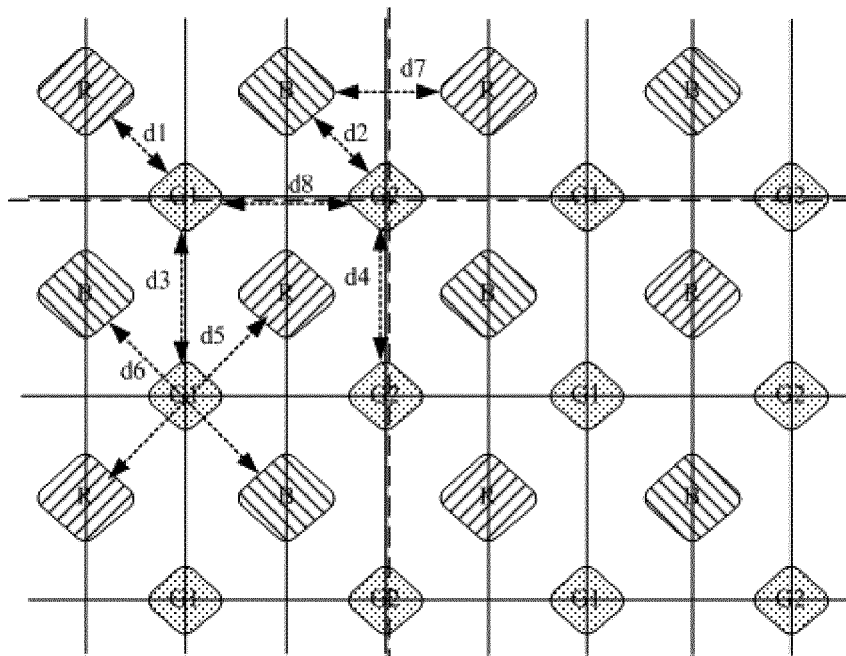 R B d7 R B
d1 d2
G1 d8 G2 G1 G2
d3 d4
B R B R
d5
d6
G1 G2 G1 G2
R B R B
G1 G2 G1 G2